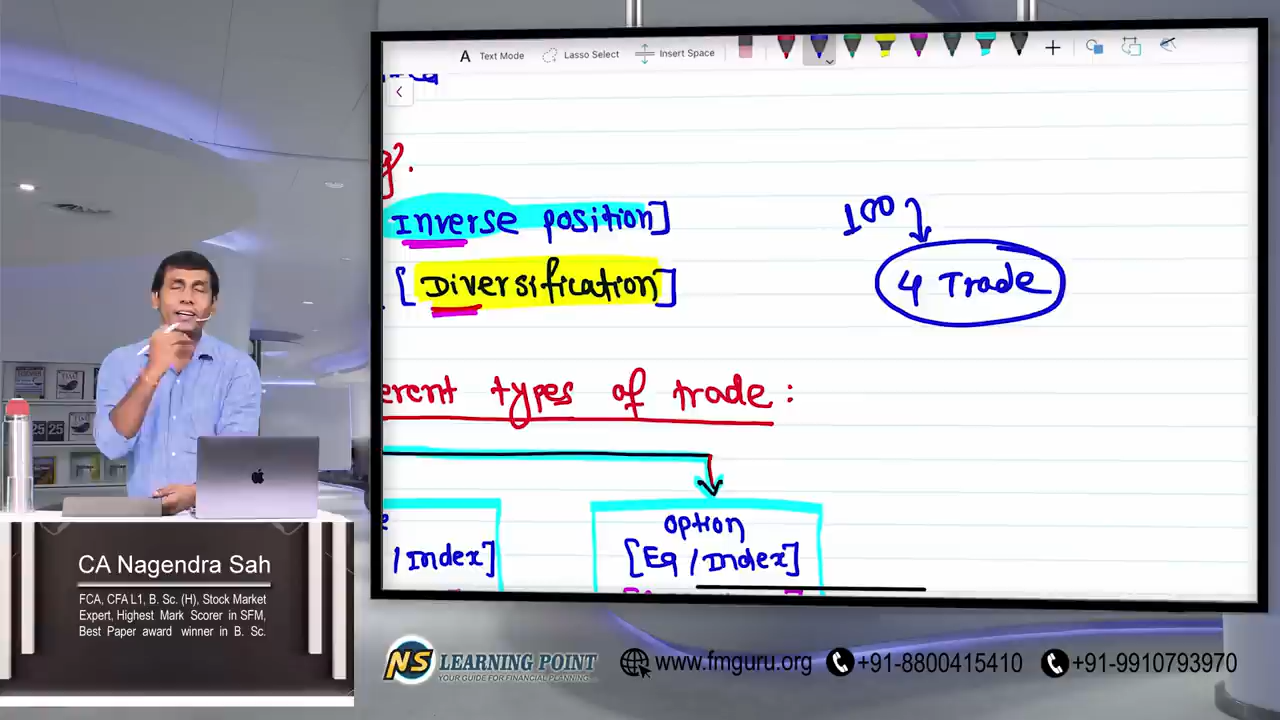 A Text Mode Lasso Select Insert Space
Inverse position]
100
[Diversification]
4 Trade
erent types of trade :
option
/Index]
[Eq / Index]
CA Nagendra Sah
FCA, CFA L1, B. Sc. (H), Stock Market
Expert, Highest Mark Scorer in SFM,
Best Paper award winner in B. Sc.
NS LEARNING POINT
YOUR GUIDE FOR FINANCIAL PLANNING
www.fmguru.org
+91-8800415410
+91-9910793970